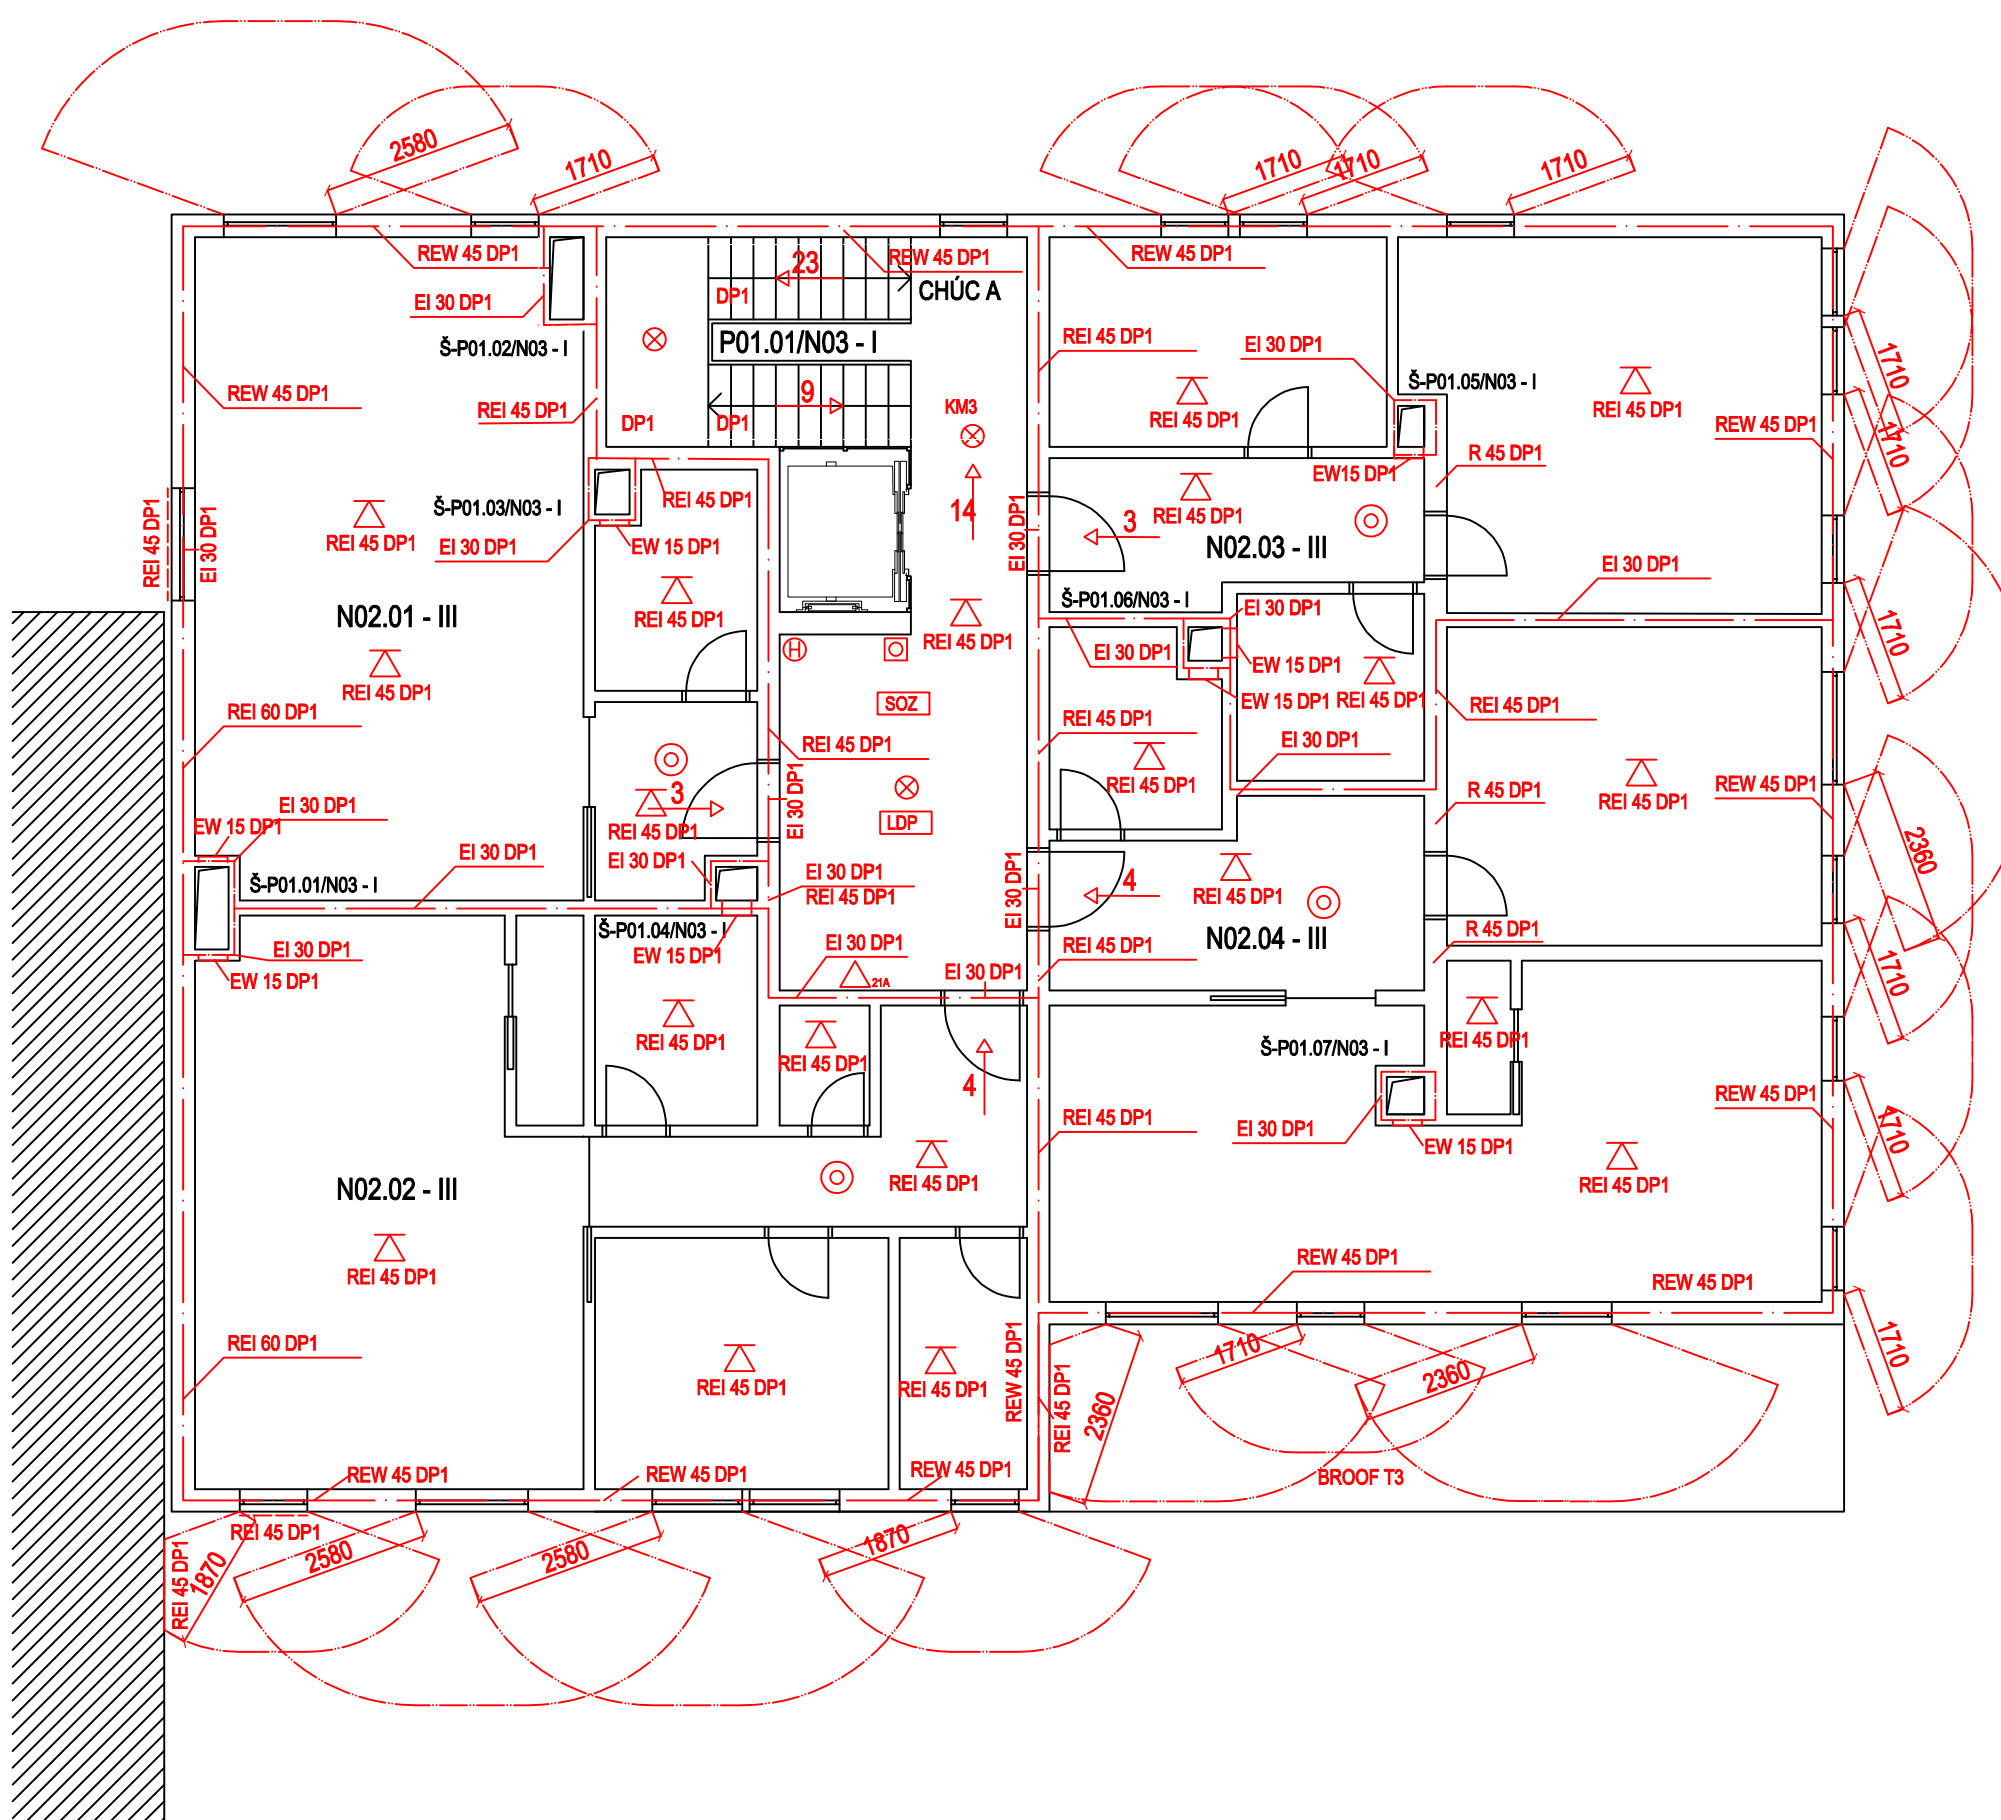 2580
1710
1710
1710
1710
REW 45 DP1
REW 45 DP1
REW 45 DP1
23
CHÚC A
EI 30 DP1
DP1
Š-P01.02/N03 - I
P01.01/N03 - I
REI 45 DP1
EI 30 DP1
1710
REW 45 DP1
9
REI 45 DP1
DP1
DP1
KM3
REI 45 DP1
Š-P01.05/N03 - I
REI 45 DP1
REW 45 DP1
1710
R 45 DP1
EW15 DP1
Š-P01.03/N03 - I
REI 45 DP1
14
REI 45 DP1
3
REI 45 DP1
EI 30 DP1
REI 45 DP1
EI 30 DP1
EW 15 DP1
EI 30 DP1
N02.03 - III
EI 30 DP1
N02.01 - III
REI 45 DP1
REI 45 DP1
Š-P01.06/N03 - I
EI 30 DP1
1710
EI 30 DP1
EW 15 DP1
REI 45 DP1
EW 15 DP1
REI 45 DP1
REI 45 DP1
H
SOZ
REI 60 DP1
REI 45 DP1
REI 45 DP1
EI 30 DP1
REI 45 DP1
REI 45 DP1
REW 45 DP1
R 45 DP1
3
EI 30 DP1
EI 30 DP1
EW 15 DP1
REI 45 DP1
LDP
2360
EI 30 DP1
EI 30 DP1
EI 30 DP1
REI 45 DP1
4
EI 30 DP1
REI 45 DP1
Š-P01.01/N03 - I
Š-P01.04/N03 - I
EI 30 DP1
EW 15 DP1
EI 30 DP1
EW 15 DP1
21A
EI 30 DP1
REI 45 DP1
N02.04 - III
R 45 DP1
1710
REI 45 DP1
REI 45 DP1
4
Š-P01.07/N03 - I
REI 45 DP1
REW 45 DP1
REI 45 DP1
EI 30 DP1
EW 15 DP1
1710
N02.02 - III
REI 45 DP1
REI 45 DP1
REI 45 DP1
REW 45 DP1
REW 45 DP1
REI 60 DP1
REI 45 DP1
REI 45 DP1
REW 45 DP1
REI 45 DP1
2360
1710
2360
1710
BROOF T3
REW 45 DP1
REW 45 DP1
REW 45 DP1
REI 45 DP1
REI 45 DP1
1870
2580
2580
1870